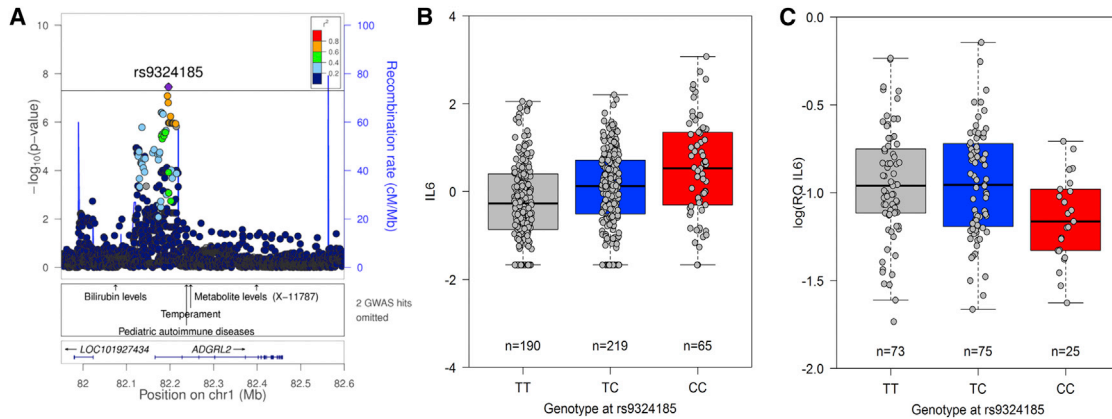 A
10
8
6
4
2
0
−log10(p−value)
rs9324185
r²
0.8
0.6
0.4
0.2
100
80
60
40
20
0
Recombination rate (cM/Mb)
Bilirubin levels
Metabolite levels (X−11787)
Temperament
Pediatric autoimmune diseases
2 GWAS hits
omitted
LOC101927434
ADGRL2
82
82.1
82.2
82.3
82.4
82.5
82.6
Position on chr1 (Mb)
B
4
2
0
-2
-4
IL6
n=190
n=219
n=65
TT
TC
CC
Genotype at rs9324185
C
0.0
-0.5
-1.0
-1.5
-2.0
log(RQ IL6)
n=73
n=75
n=25
TT
TC
CC
Genotype at rs9324185